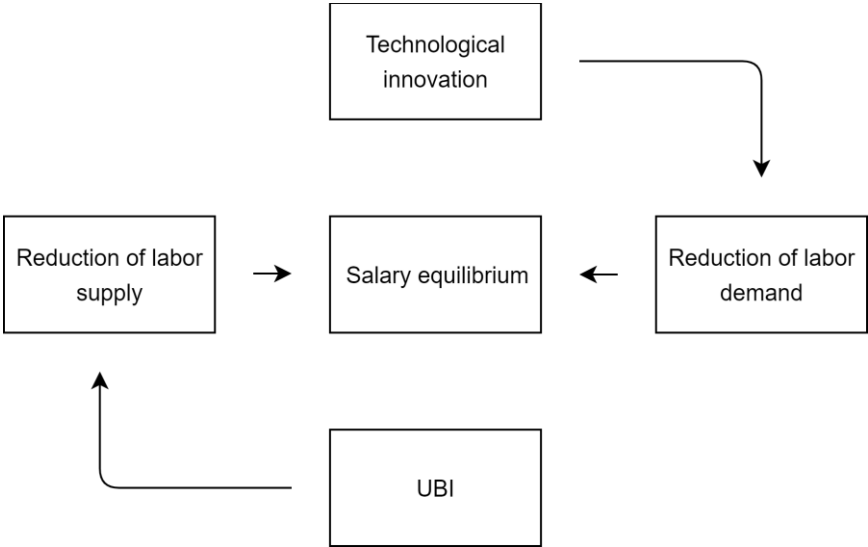 Technological
innovation
Reduction of labor
supply
Salary equilibrium
Reduction of labor
demand
UBI